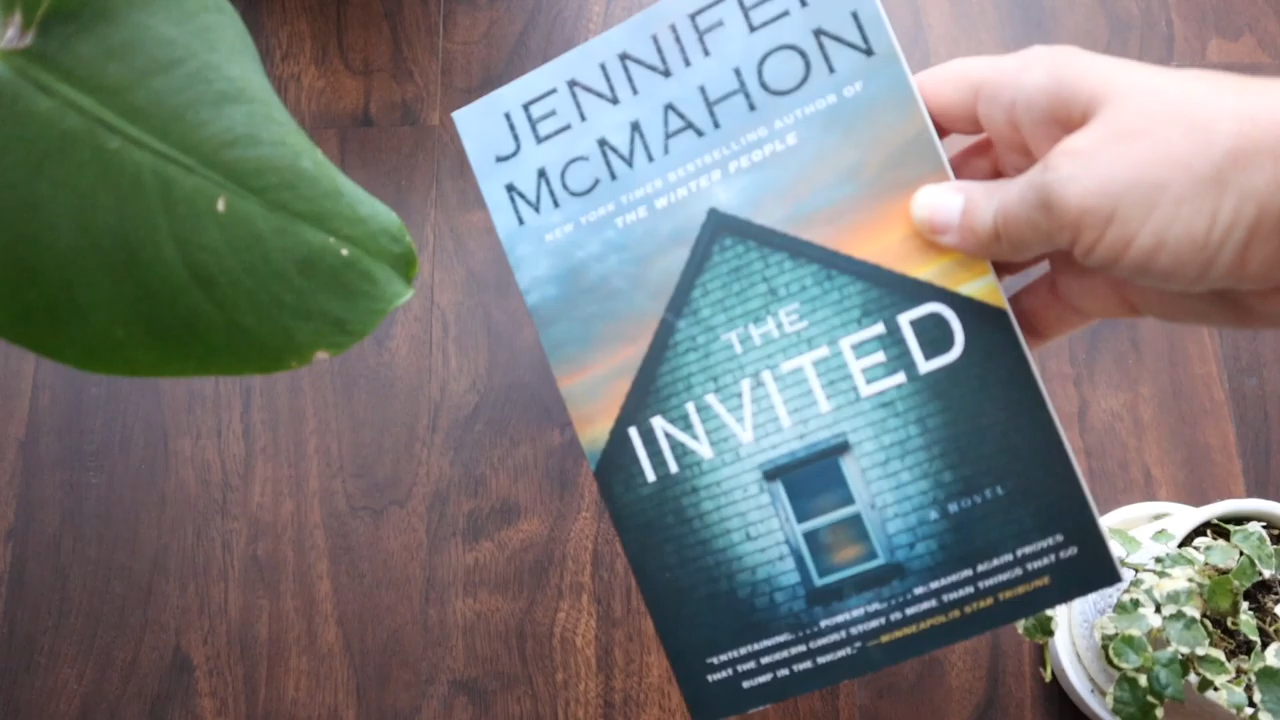 JENNIFER
McMAHON
NEW YORK TIMES BESTSELLING AUTHOR OF
THE WINTER PEOPLE
THE
INVITED
A NOVEL
"ENTERTAINING. . . . POWERFUL. . . . McMAHON AGAIN PROVES
THAT THE MODERN GHOST STORY IS MORE THAN THINGS THAT GO
BUMP IN THE NIGHT." —MINNEAPOLIS STAR TRIBUNE